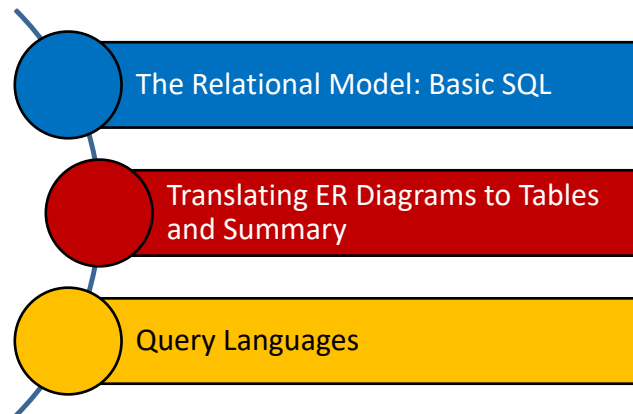 The Relational Model: Basic SQL
Translating ER Diagrams to Tables
and Summary
Query Languages